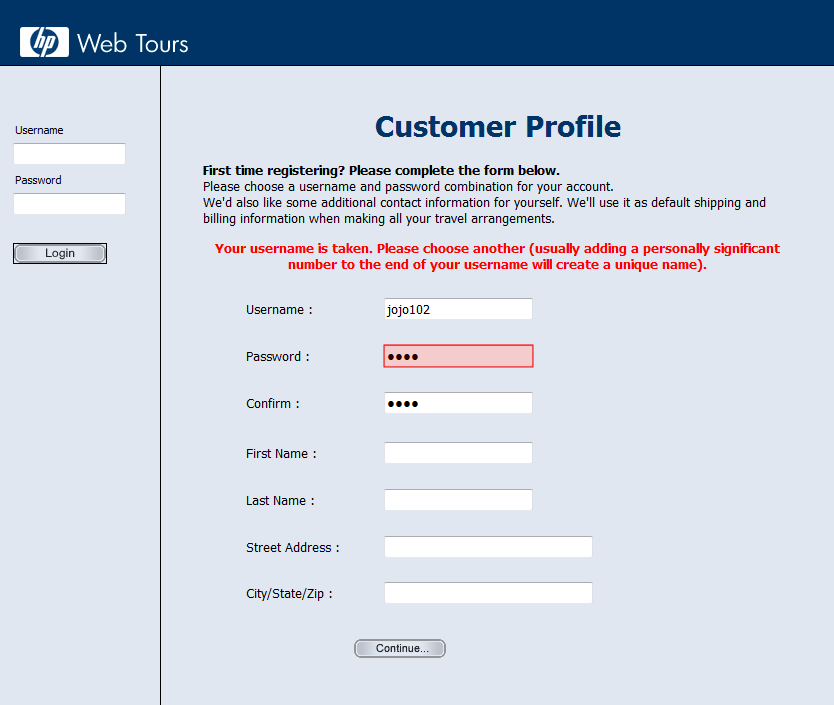 hp Web Tours
Username
Password
Login
Customer Profile
First time registering? Please complete the form below.
Please choose a username and password combination for your account.
We'd also like some additional contact information for yourself. We'll use it as default shipping and
billing information when making all your travel arrangements.
Your username is taken. Please choose another (usually adding a personally significant
number to the end of your username will create a unique name).
Username : jojo102
Password : ●●●●
Confirm : ●●●●
First Name :
Last Name :
Street Address :
City/State/Zip :
Continue...